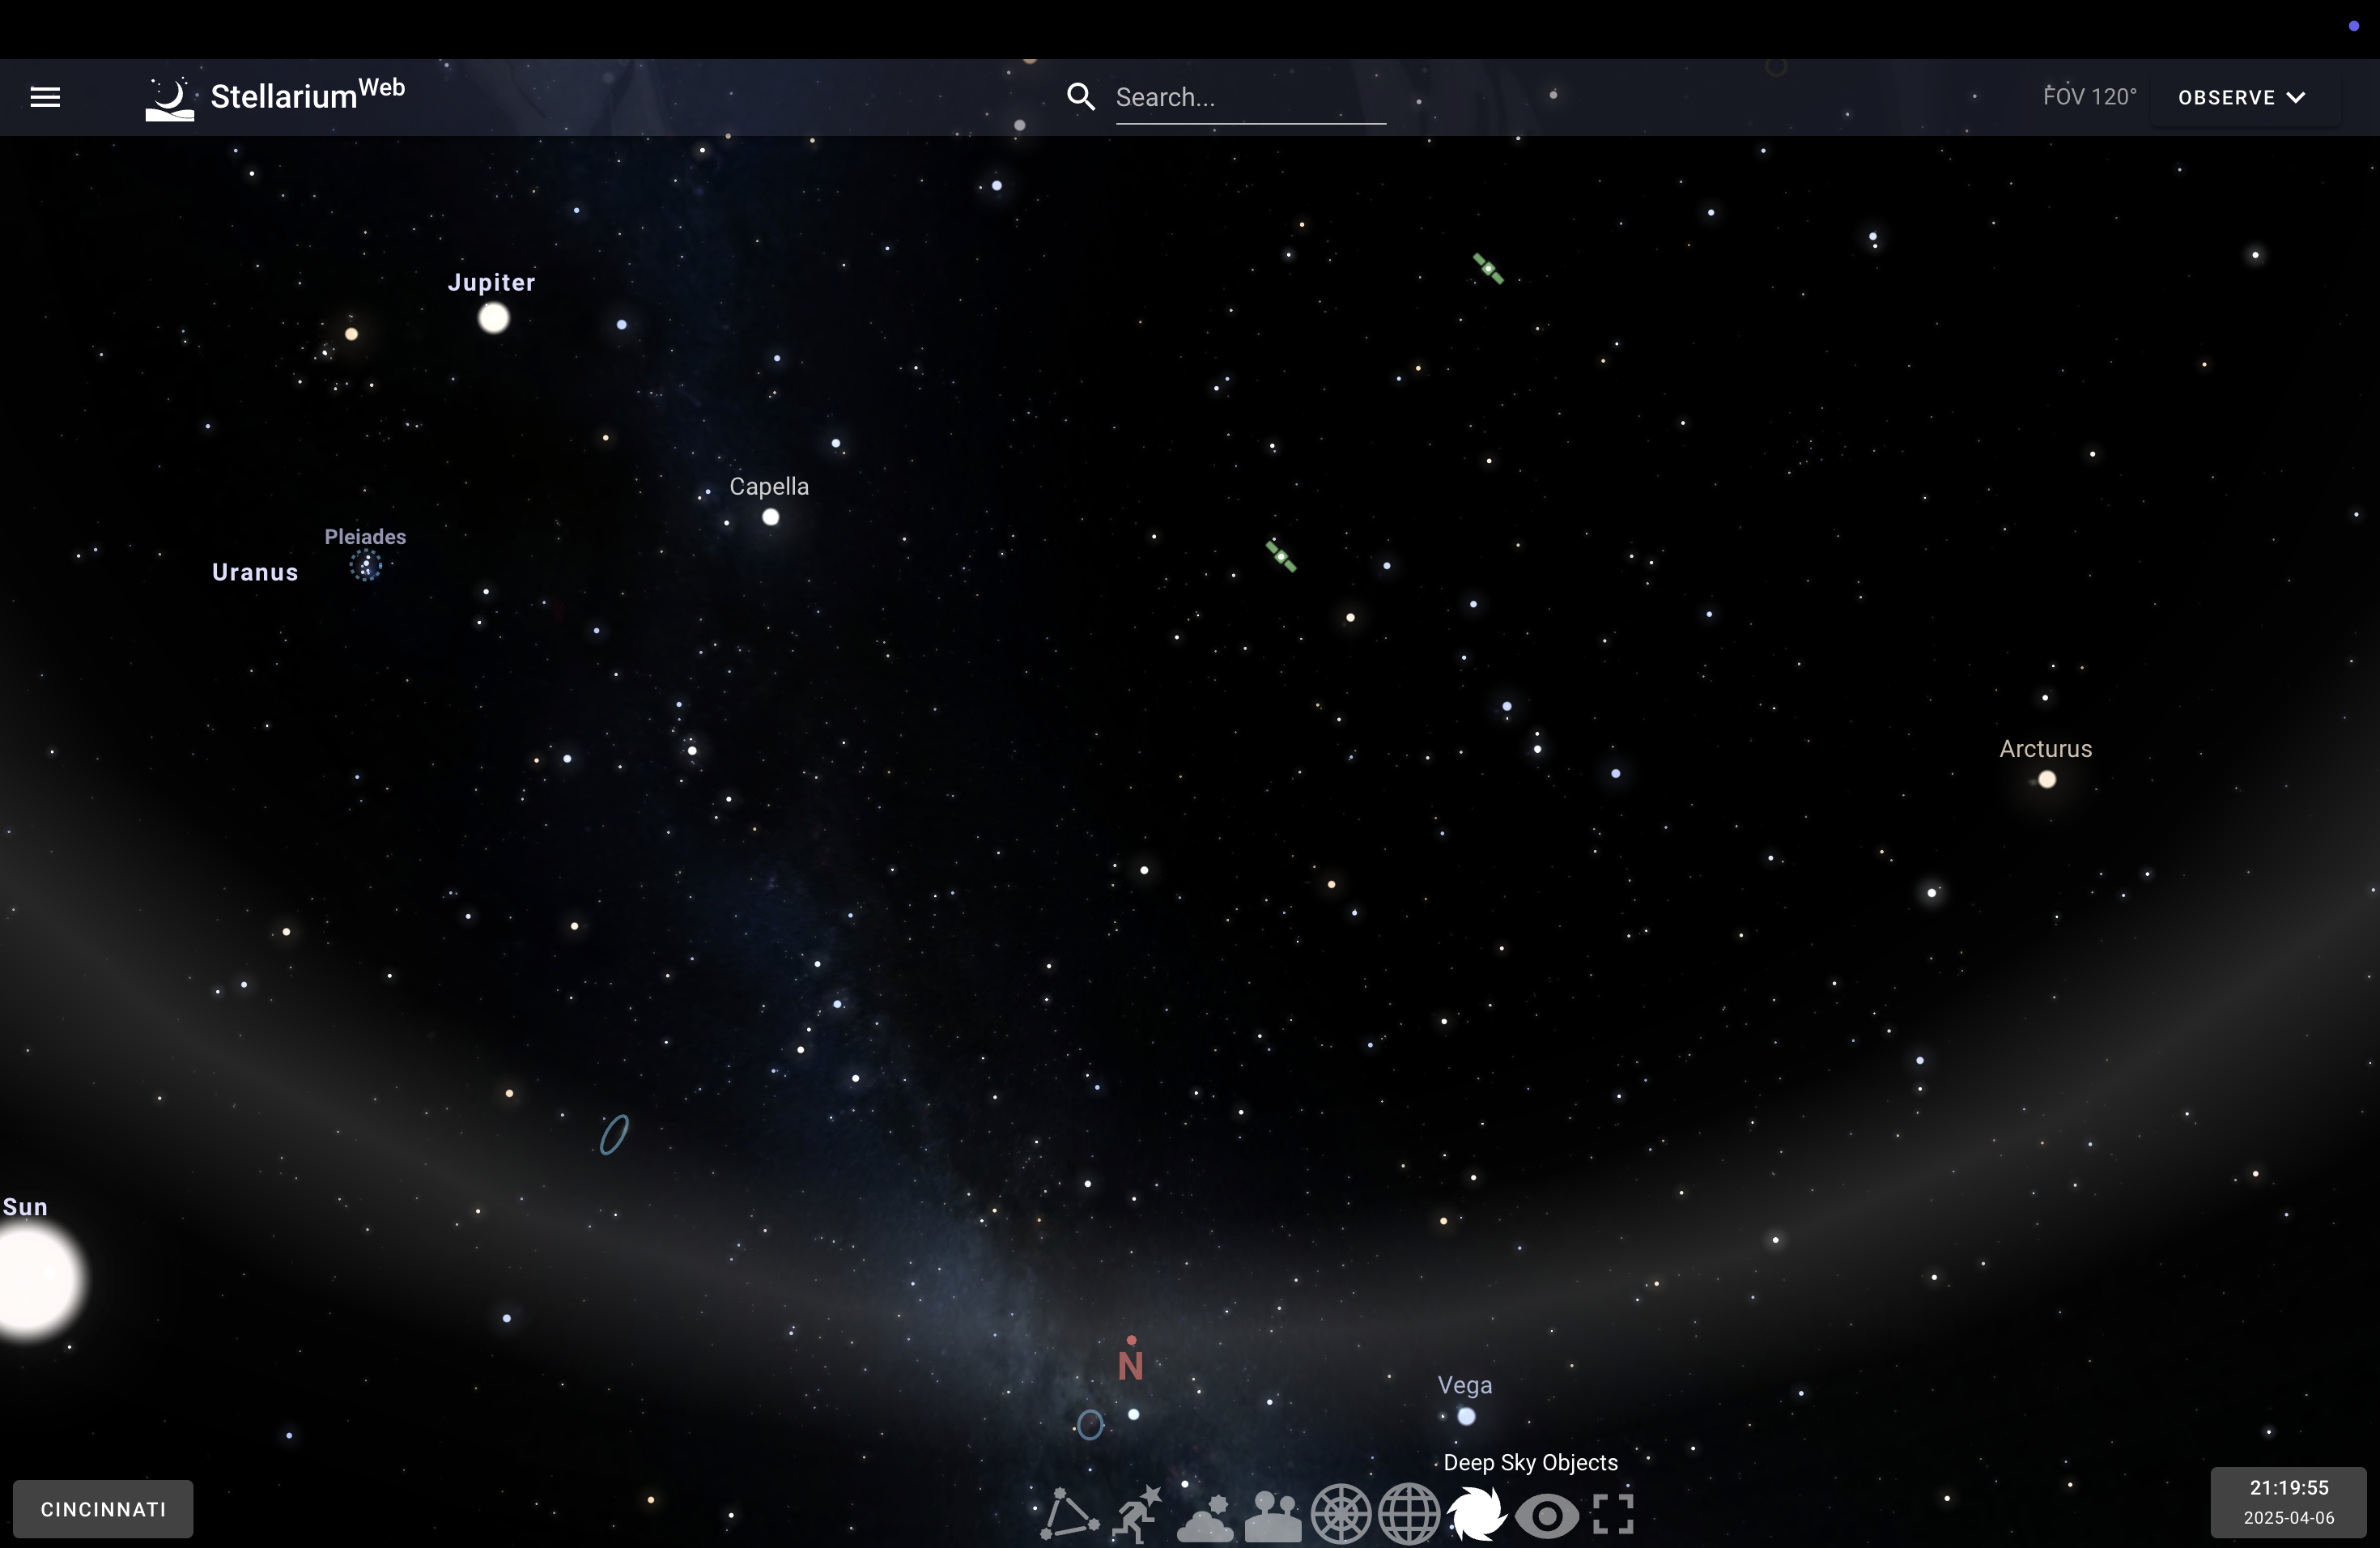 StellariumWeb
Search...
FOV 120°
OBSERVE
Jupiter
Capella
Pleiades
Uranus
Arcturus
Sun
N
Vega
Deep Sky Objects
CINCINNATI
21:19:55
2025-04-06